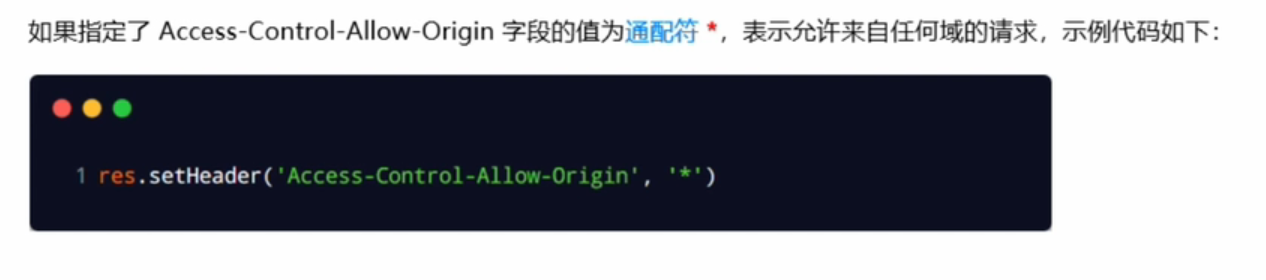 如果指定了 Access-Control-Allow-Origin 字段的值为通配符 *，表示允许来自任何域的请求，示例代码如下：
1 res.setHeader('Access-Control-Allow-Origin', '*')